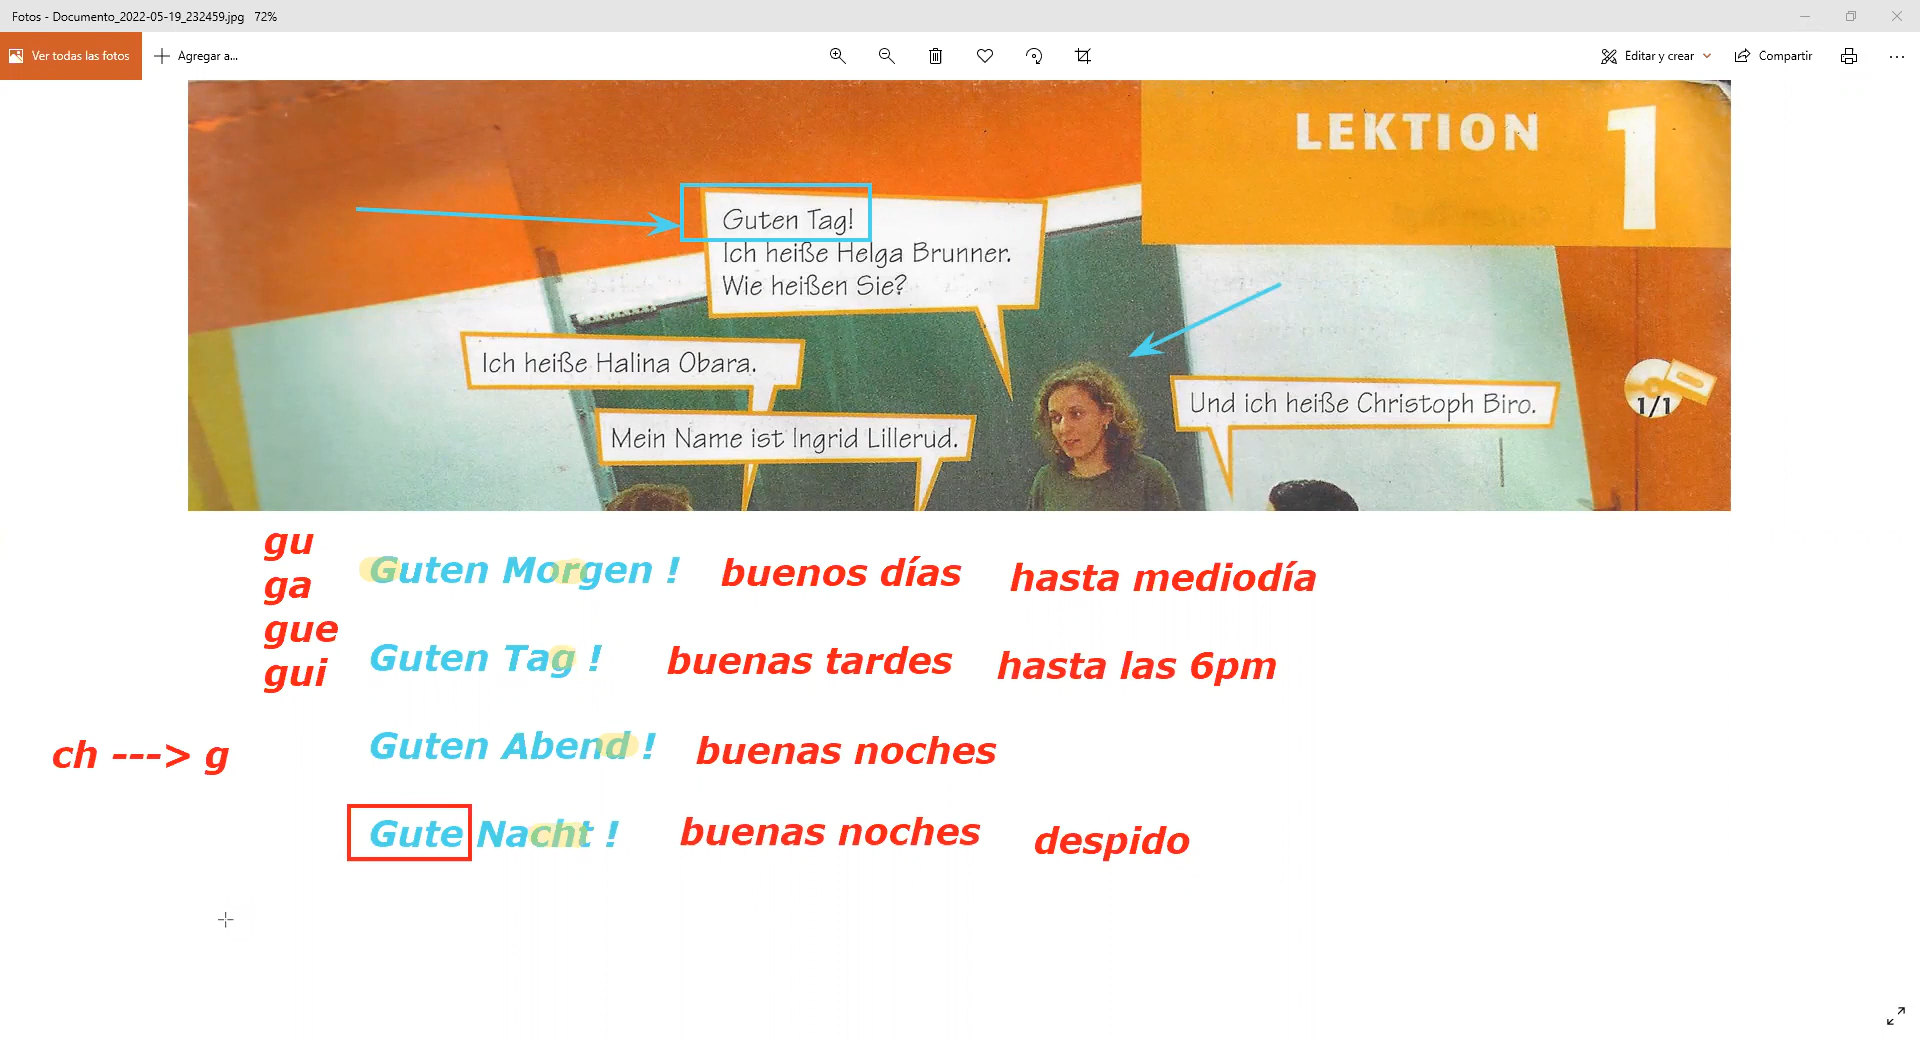 Fotos - Documento_2022-05-19_232459.jpg 72%
Ver todas las fotos
Agregar a...
Editar y crear
Compartir
LEKTION 1
Guten Tag!
Ich heiße Helga Brunner.
Wie heißen Sie?
Ich heiße Halina Obara.
Und ich heiße Christoph Biro.
1/1
Mein Name ist Ingrid Lillerud.
gu
ga
gue
gui
Guten Morgen ! buenos días hasta mediodía
Guten Tag ! buenas tardes hasta las 6pm
ch ---> g
Guten Abend ! buenas noches
Gute Nacht ! buenas noches despido